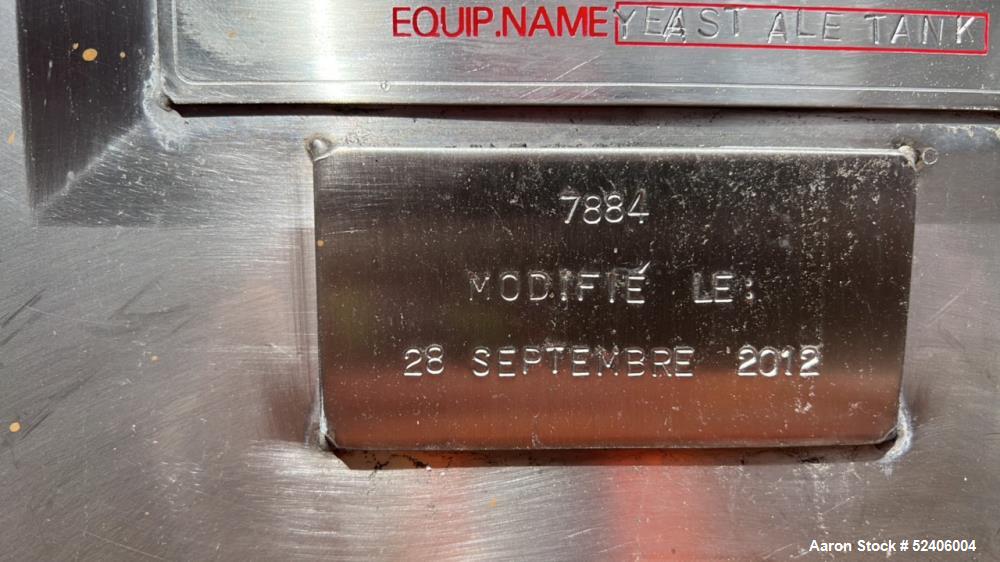 EQUIP.NAME YEAST ALE TANK
7884
MODIFIÉ LE:
28 SEPTEMBRE 2012
Aaron Stock # 52406004